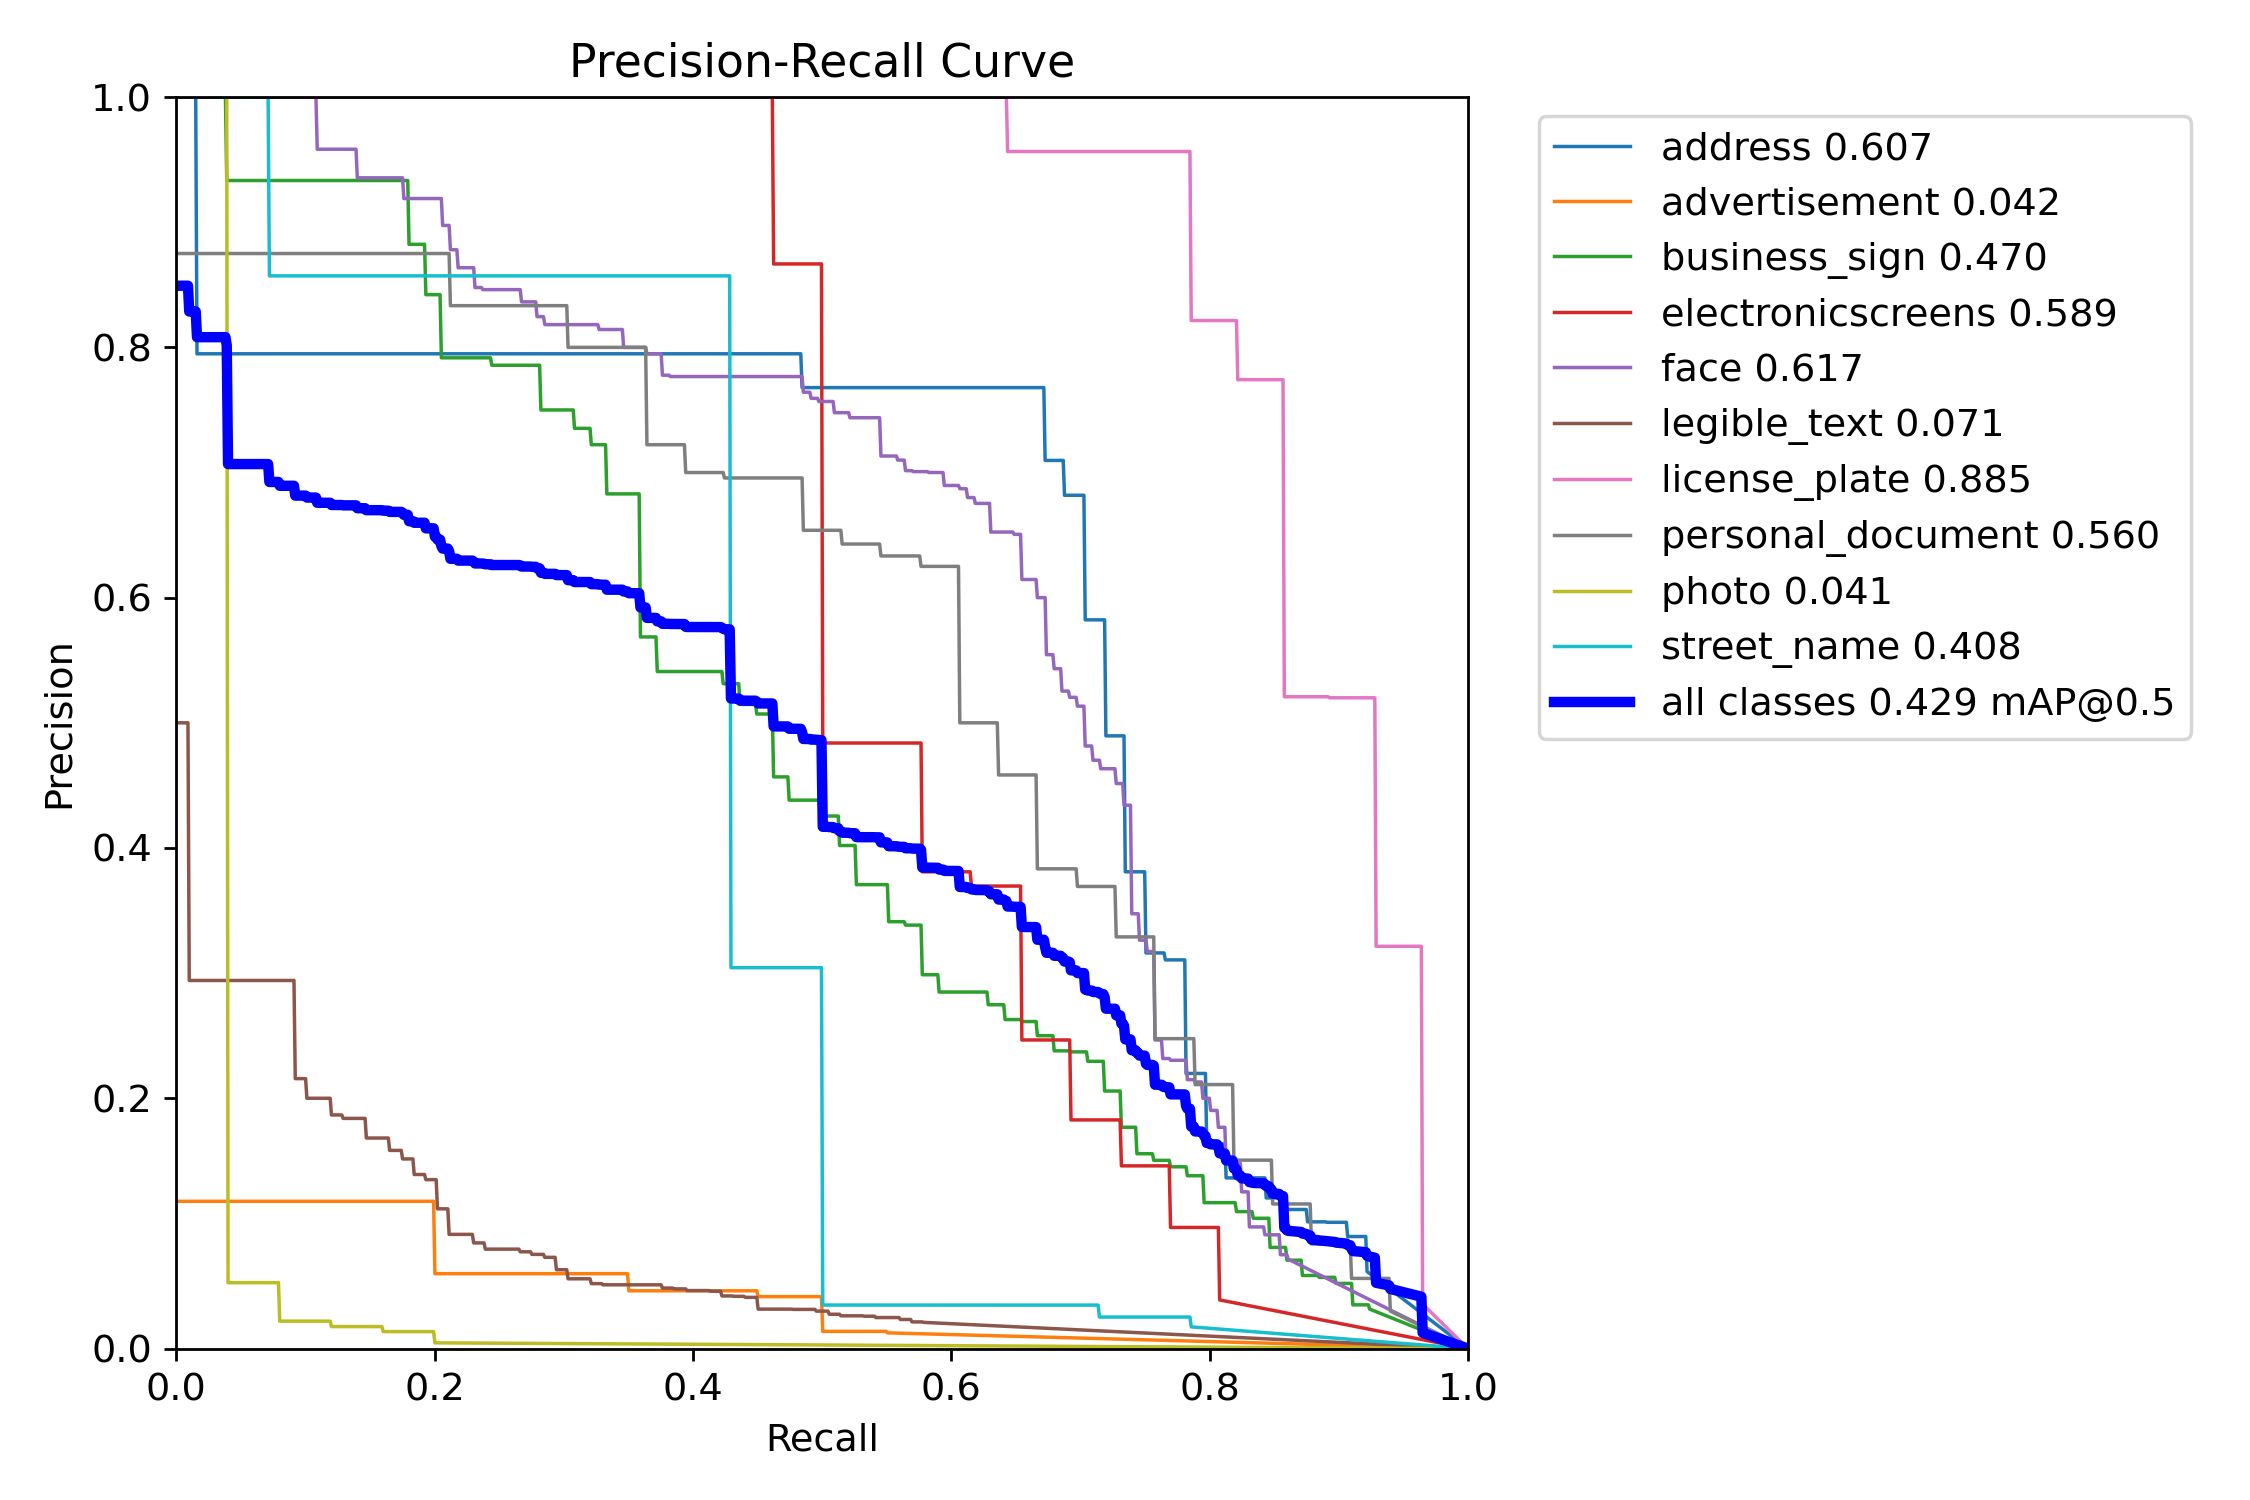 Precision-Recall Curve
1.0
0.8
0.6
0.4
0.2
0.0
Precision
0.0 0.2 0.4 0.6 0.8 1.0
Recall
address 0.607
advertisement 0.042
business_sign 0.470
electronicscreens 0.589
face 0.617
legible_text 0.071
license_plate 0.885
personal_document 0.560
photo 0.041
street_name 0.408
all classes 0.429 mAP@0.5